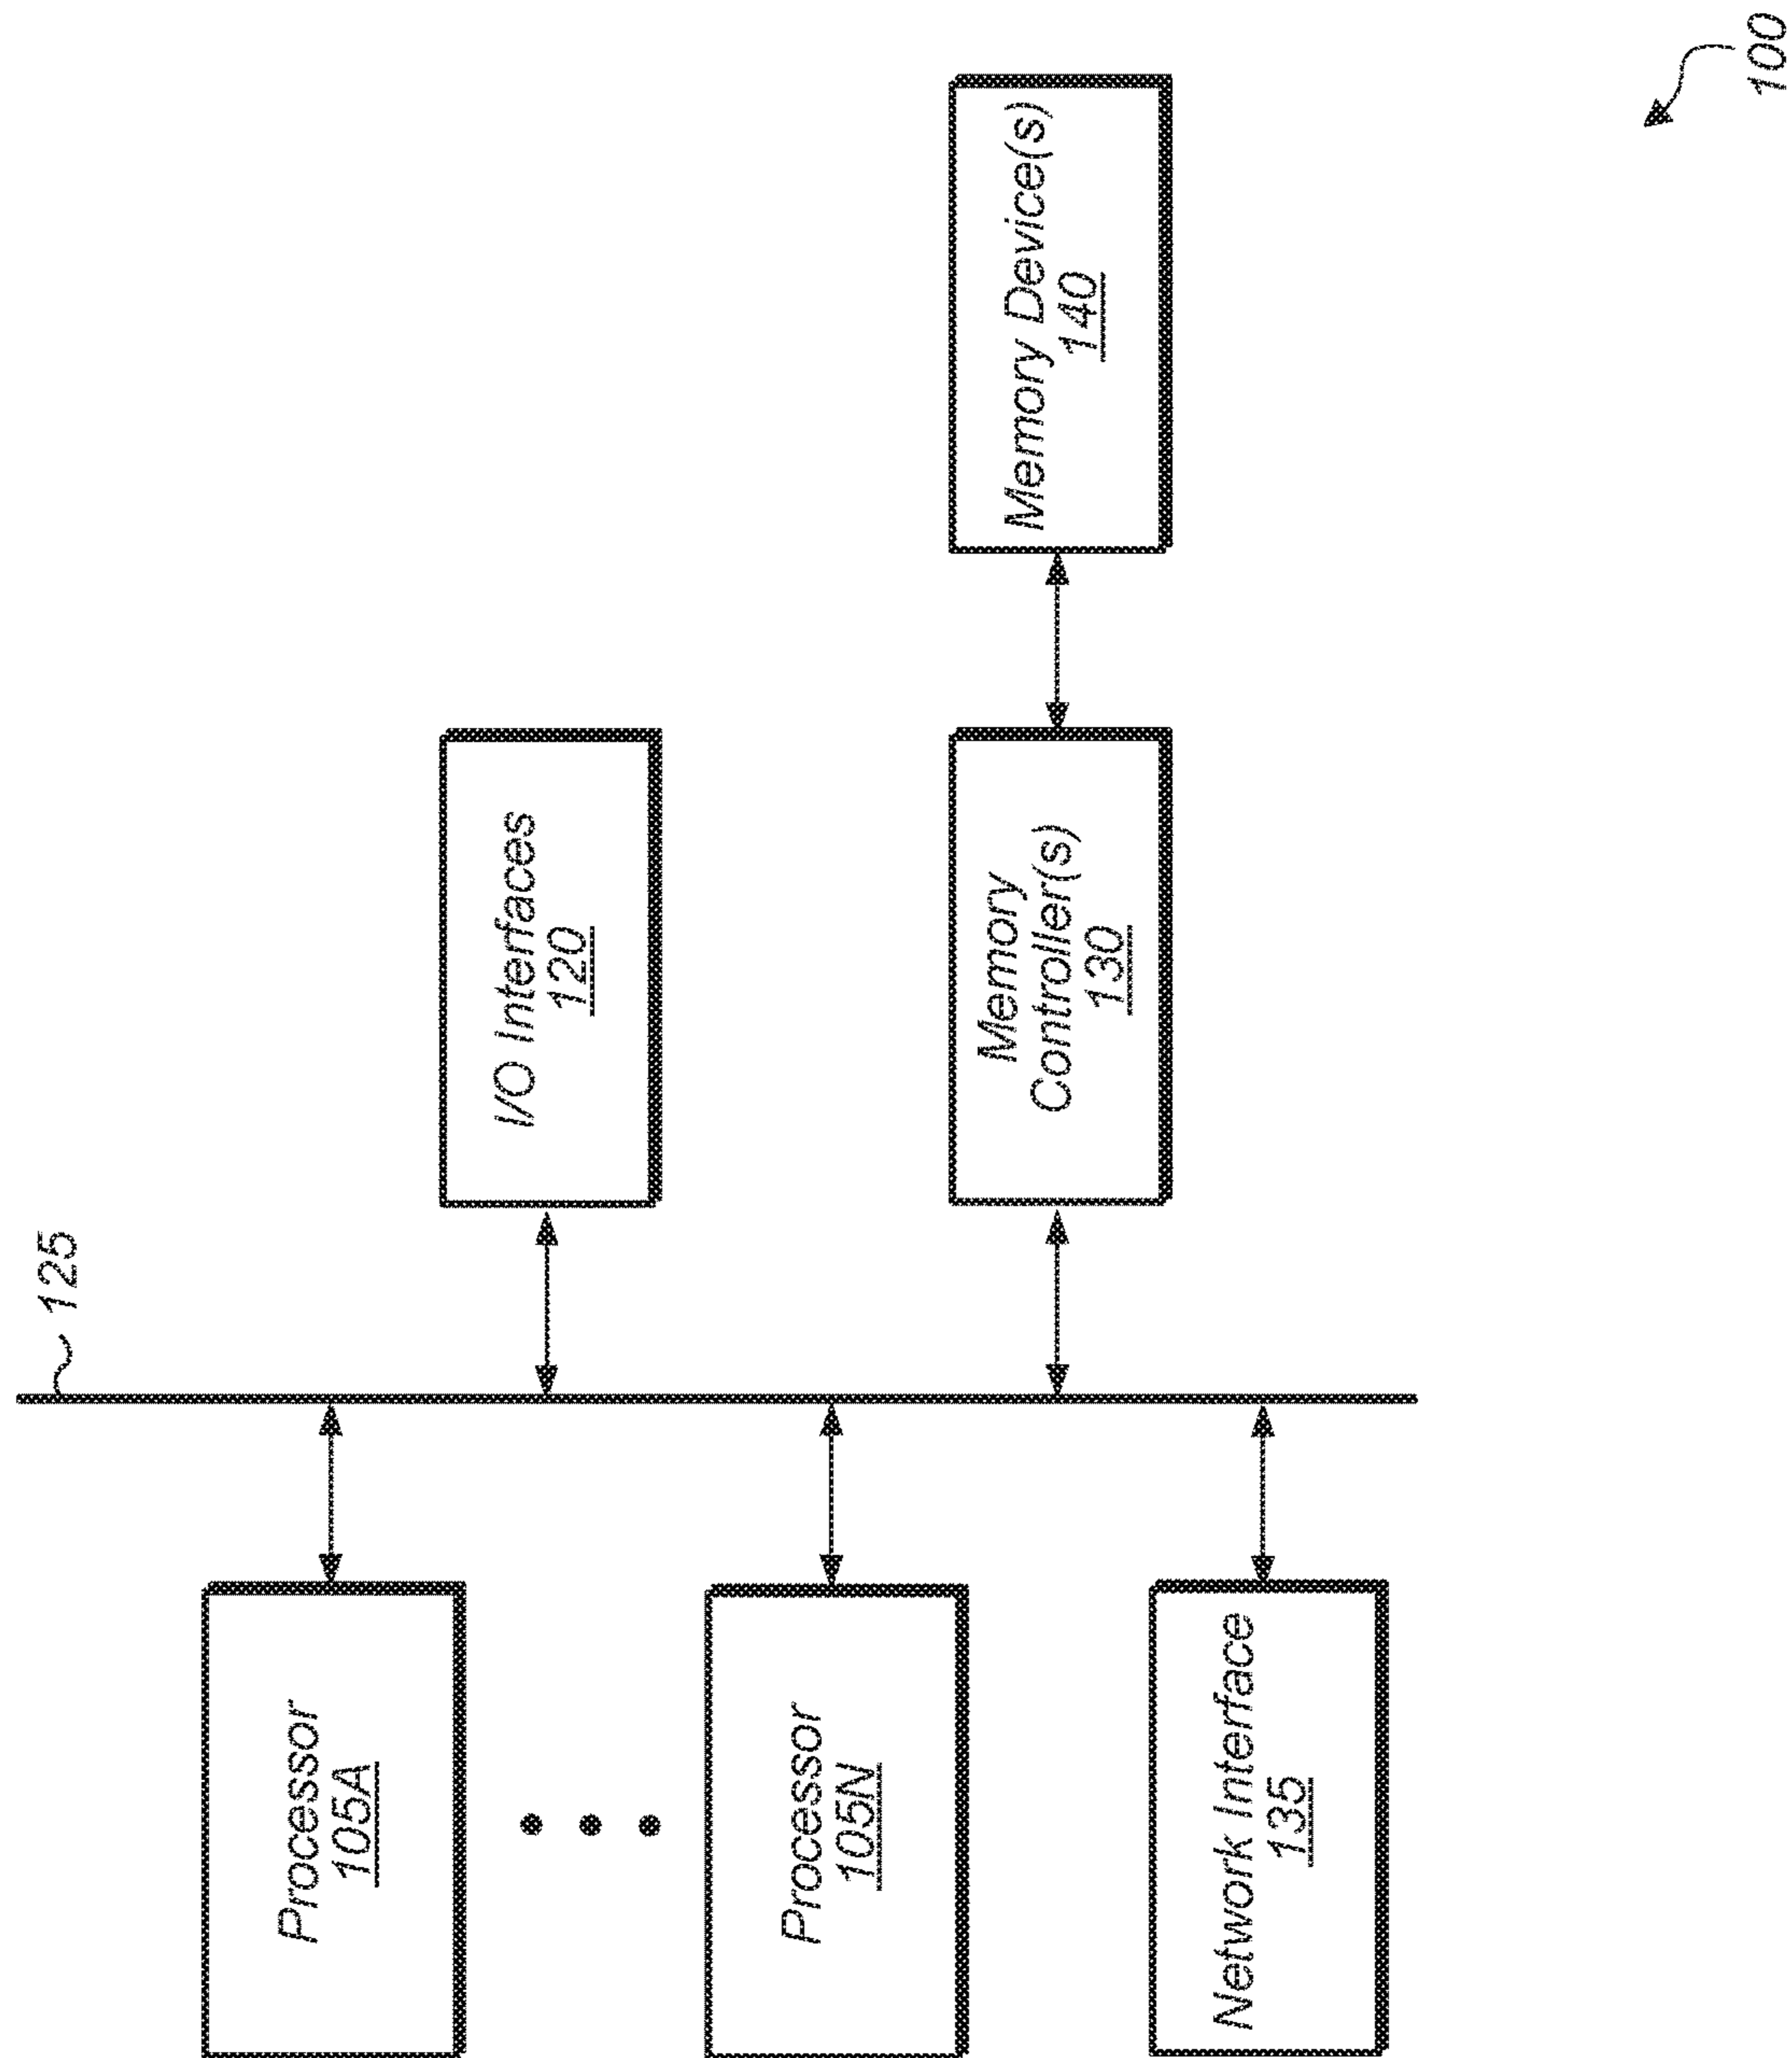 125
Processor
105A
I/O Interfaces
120
Processor
105N
Memory
Controller(s)
130
Memory Device(s)
140
Network Interface
135
100